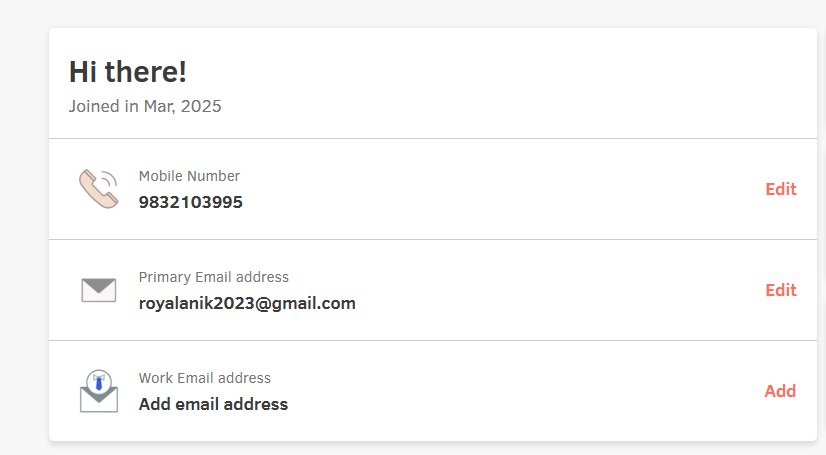 Hi there!
Joined in Mar, 2025
Mobile Number
9832103995
Edit
Primary Email address
royalanik2023@gmail.com
Edit
Work Email address
Add email address
Add